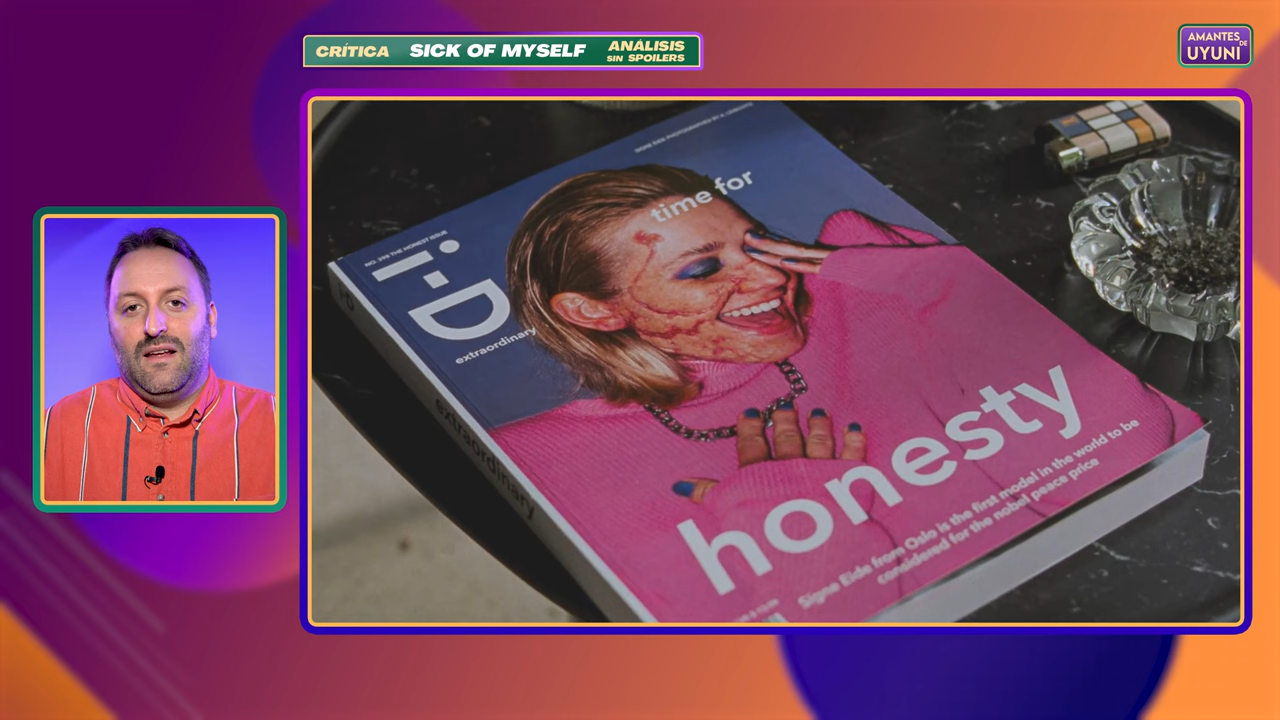 CRÍTICA
SICK OF MYSELF
ANÁLISIS
SIN SPOILERS
AMANTES
DE
UYUNI
NO. 398 THE HONEST ISSUE
i-D
extraordinary
extraordinary
time for
honesty
Signe Eide from Oslo is the first model in the world to be
considered for the nobel peace price